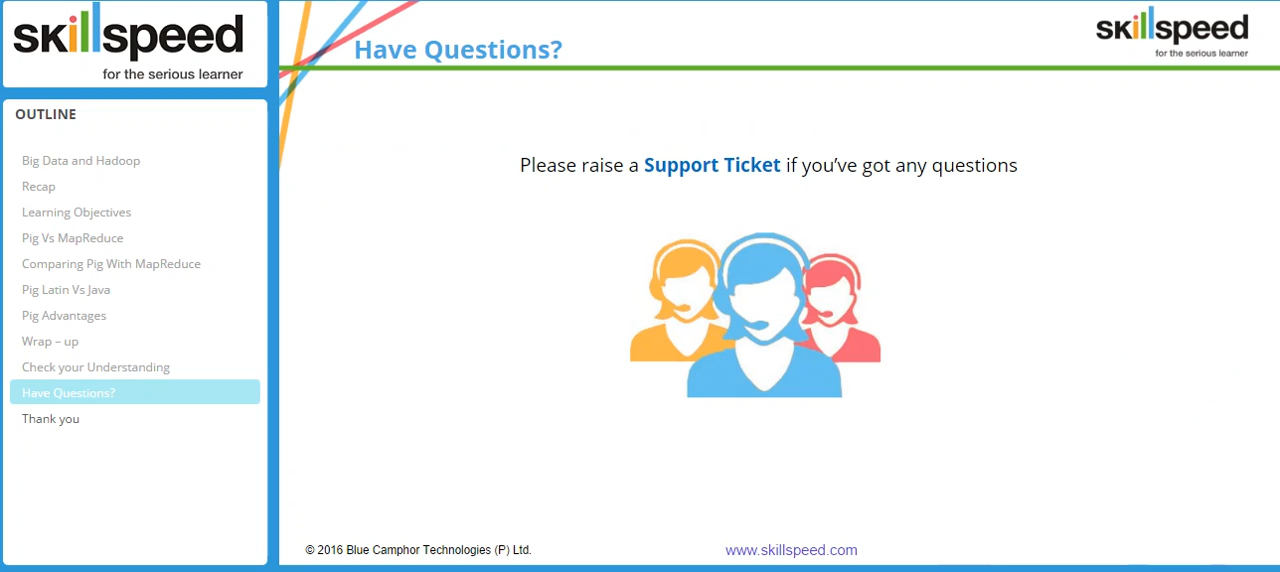 skillspeed
for the serious learner
OUTLINE
Big Data and Hadoop
Recap
Learning Objectives
Pig Vs MapReduce
Comparing Pig With MapReduce
Pig Latin Vs Java
Pig Advantages
Wrap – up
Check your Understanding
Have Questions?
Thank you
Have Questions?
skillspeed
for the serious learner
Please raise a Support Ticket if you’ve got any questions
© 2016 Blue Camphor Technologies (P) Ltd.
www.skillspeed.com